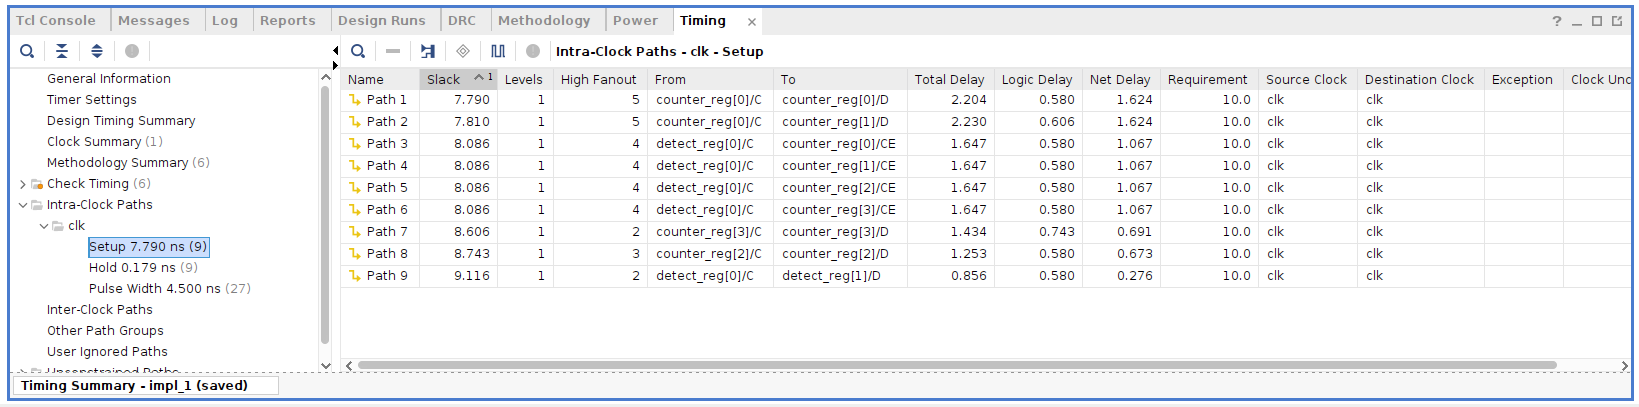 Tcl Console Messages Log Reports Design Runs DRC Methodology Power Timing
Intra-Clock Paths - clk - Setup
General Information
Timer Settings
Design Timing Summary
Clock Summary (1)
Methodology Summary (6)
Check Timing (6)
Intra-Clock Paths
clk
Setup 7.790 ns (9)
Hold 0.179 ns (9)
Pulse Width 4.500 ns (27)
Inter-Clock Paths
Other Path Groups
User Ignored Paths
Unconstrained Paths
Name Slack 1 Levels High Fanout From To Total Delay Logic Delay Net Delay Requirement Source Clock Destination Clock Exception Clock Unc
Path 1 7.790 1 5 counter_reg[0]/C counter_reg[0]/D 2.204 0.580 1.624 10.0 clk clk
Path 2 7.810 1 5 counter_reg[0]/C counter_reg[1]/D 2.230 0.606 1.624 10.0 clk clk
Path 3 8.086 1 4 detect_reg[0]/C counter_reg[0]/CE 1.647 0.580 1.067 10.0 clk clk
Path 4 8.086 1 4 detect_reg[0]/C counter_reg[1]/CE 1.647 0.580 1.067 10.0 clk clk
Path 5 8.086 1 4 detect_reg[0]/C counter_reg[2]/CE 1.647 0.580 1.067 10.0 clk clk
Path 6 8.086 1 4 detect_reg[0]/C counter_reg[3]/CE 1.647 0.580 1.067 10.0 clk clk
Path 7 8.606 1 2 counter_reg[3]/C counter_reg[3]/D 1.434 0.743 0.691 10.0 clk clk
Path 8 8.743 1 3 counter_reg[2]/C counter_reg[2]/D 1.253 0.580 0.673 10.0 clk clk
Path 9 9.116 1 2 detect_reg[0]/C detect_reg[1]/D 0.856 0.580 0.276 10.0 clk clk
Timing Summary - impl_1 (saved)